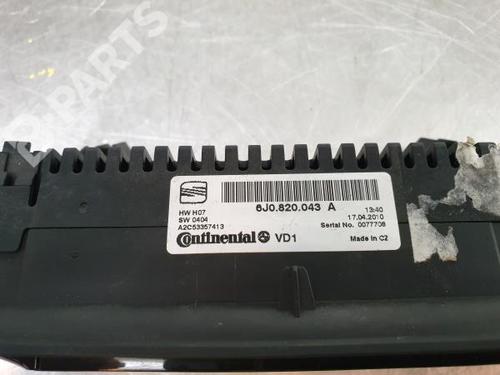 B-PARTS
6J0.820.043 A
HW H07
SW 0404
A2C53357413
13:40
17.04.2010
Serial No. 0077708
Continental VD1
Made in CZ